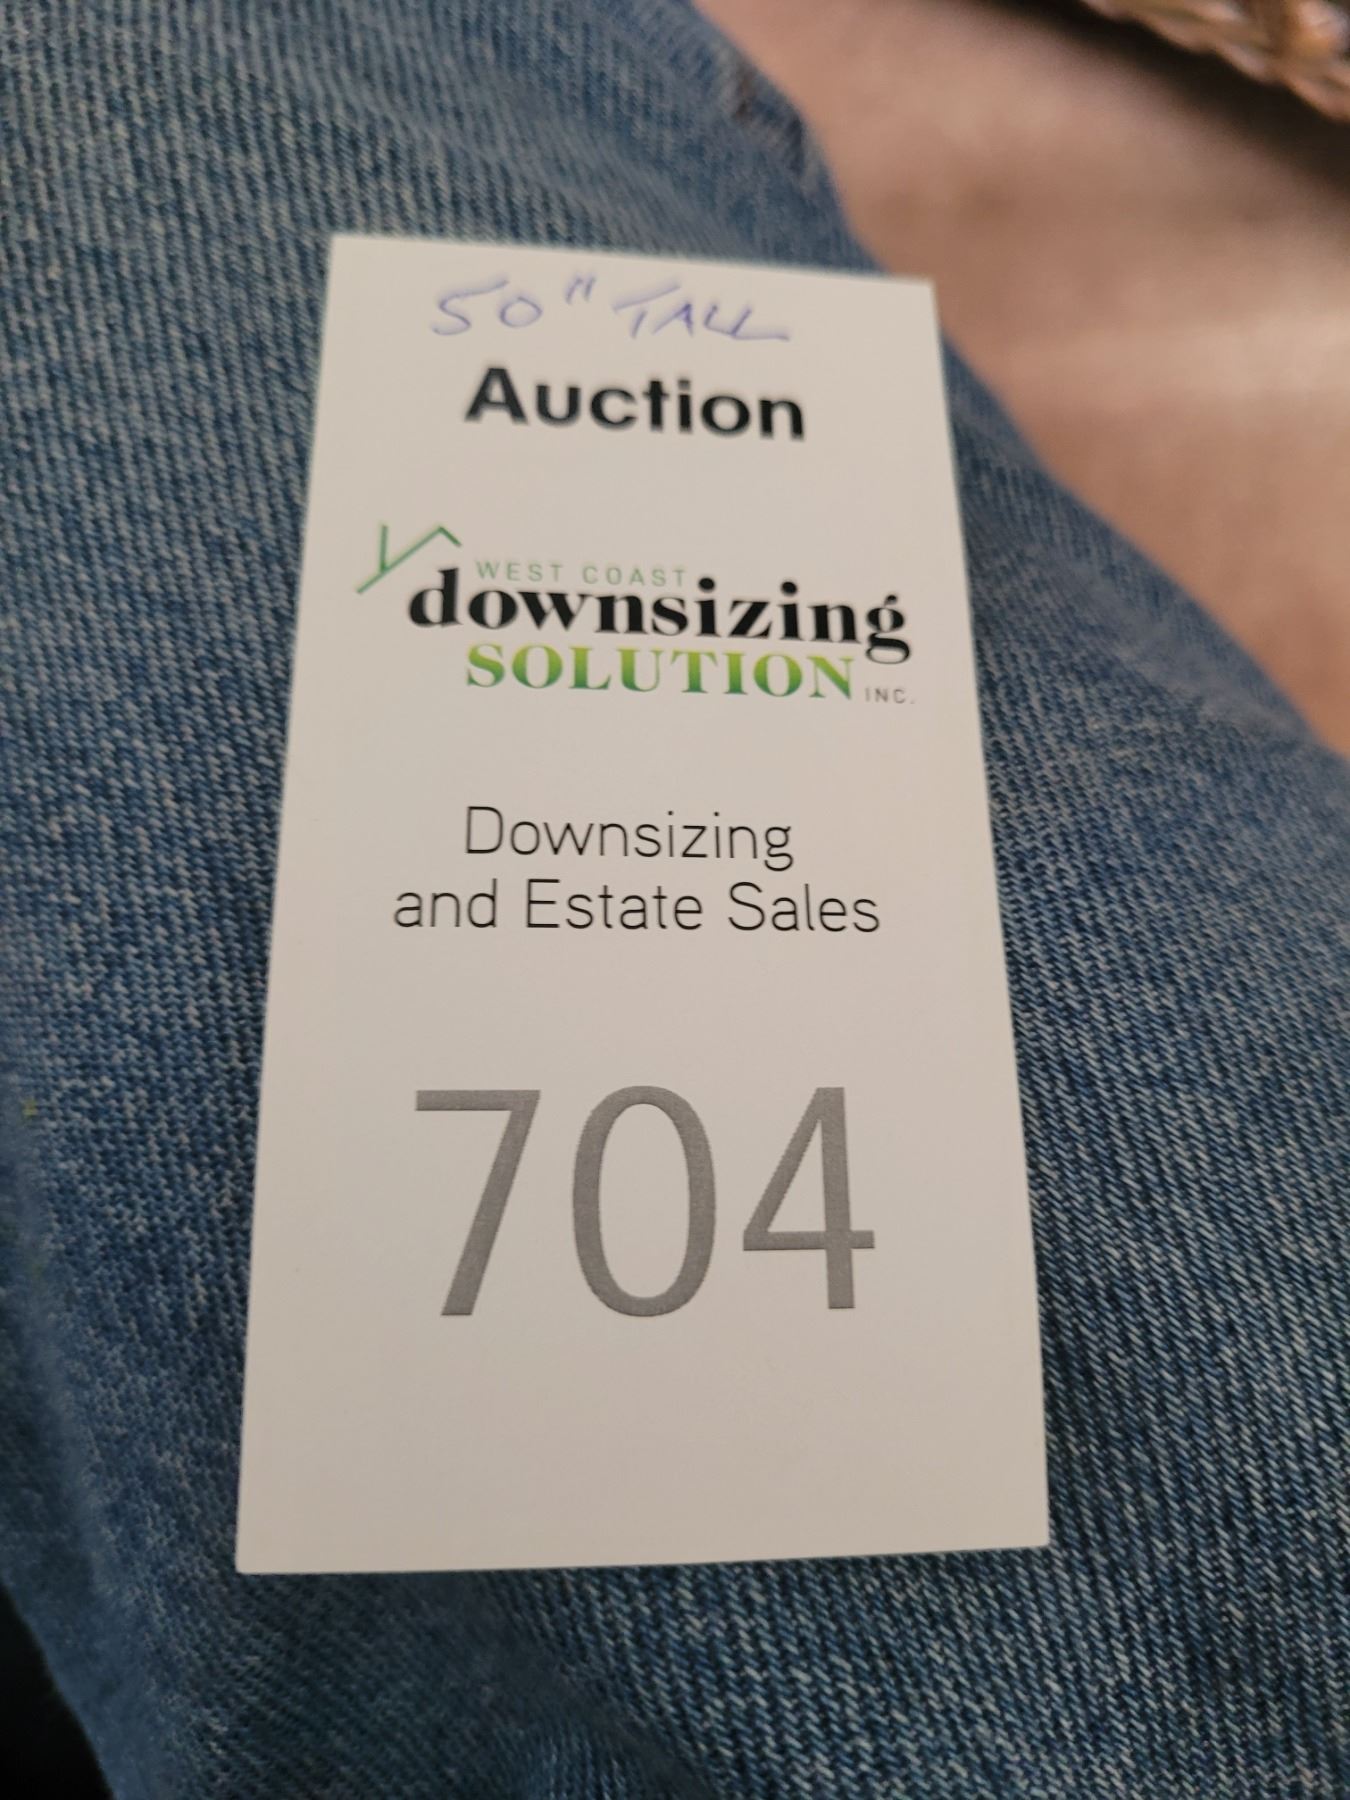 50" TALL
Auction
WEST COAST
downsizing
SOLUTION INC.
Downsizing
and Estate Sales
704